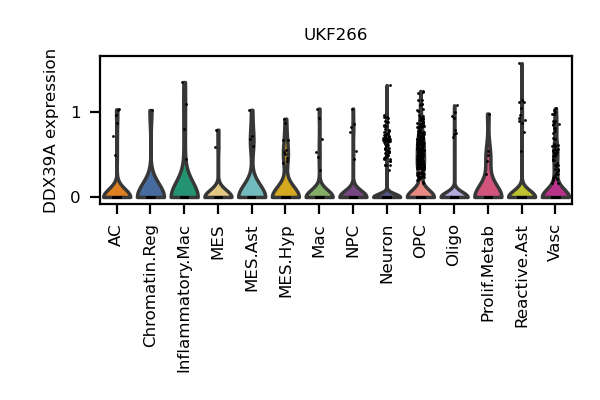 UKF266
DDX39A expression
1
0
AC
Chromatin.Reg
Inflammatory.Mac
MES
MES.Ast
MES.Hyp
Mac
NPC
Neuron
OPC
Oligo
Prolif.Metab
Reactive.Ast
Vasc